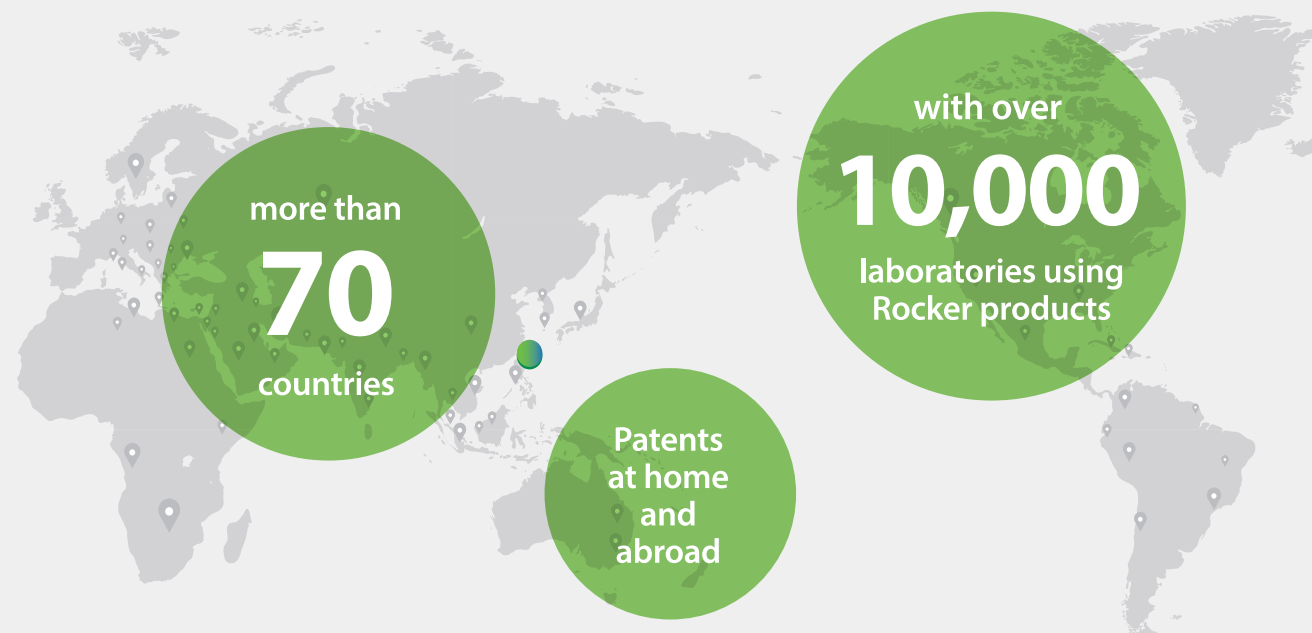 more than
70
countries
with over
10,000
laboratories using
Rocker products
Patents
at home
and
abroad